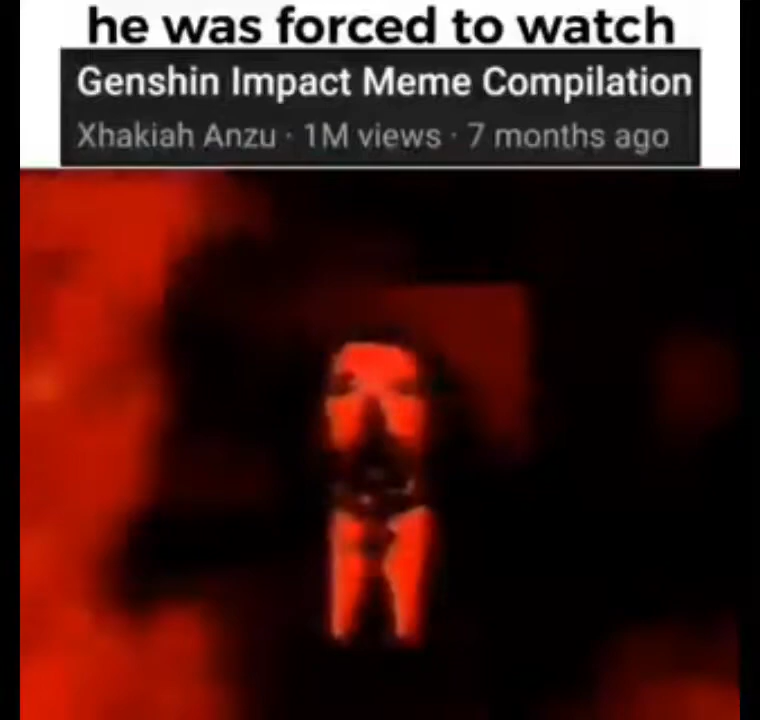 he was forced to watch
Genshin Impact Meme Compilation
Xhakiah Anzu · 1M views · 7 months ago